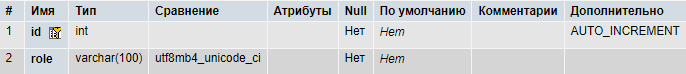 # Имя Тип Сравнение Атрибуты Null По умолчанию Комментарии Дополнительно
1 id int Нет Нет AUTO_INCREMENT
2 role varchar(100) utf8mb4_unicode_ci Нет Нет